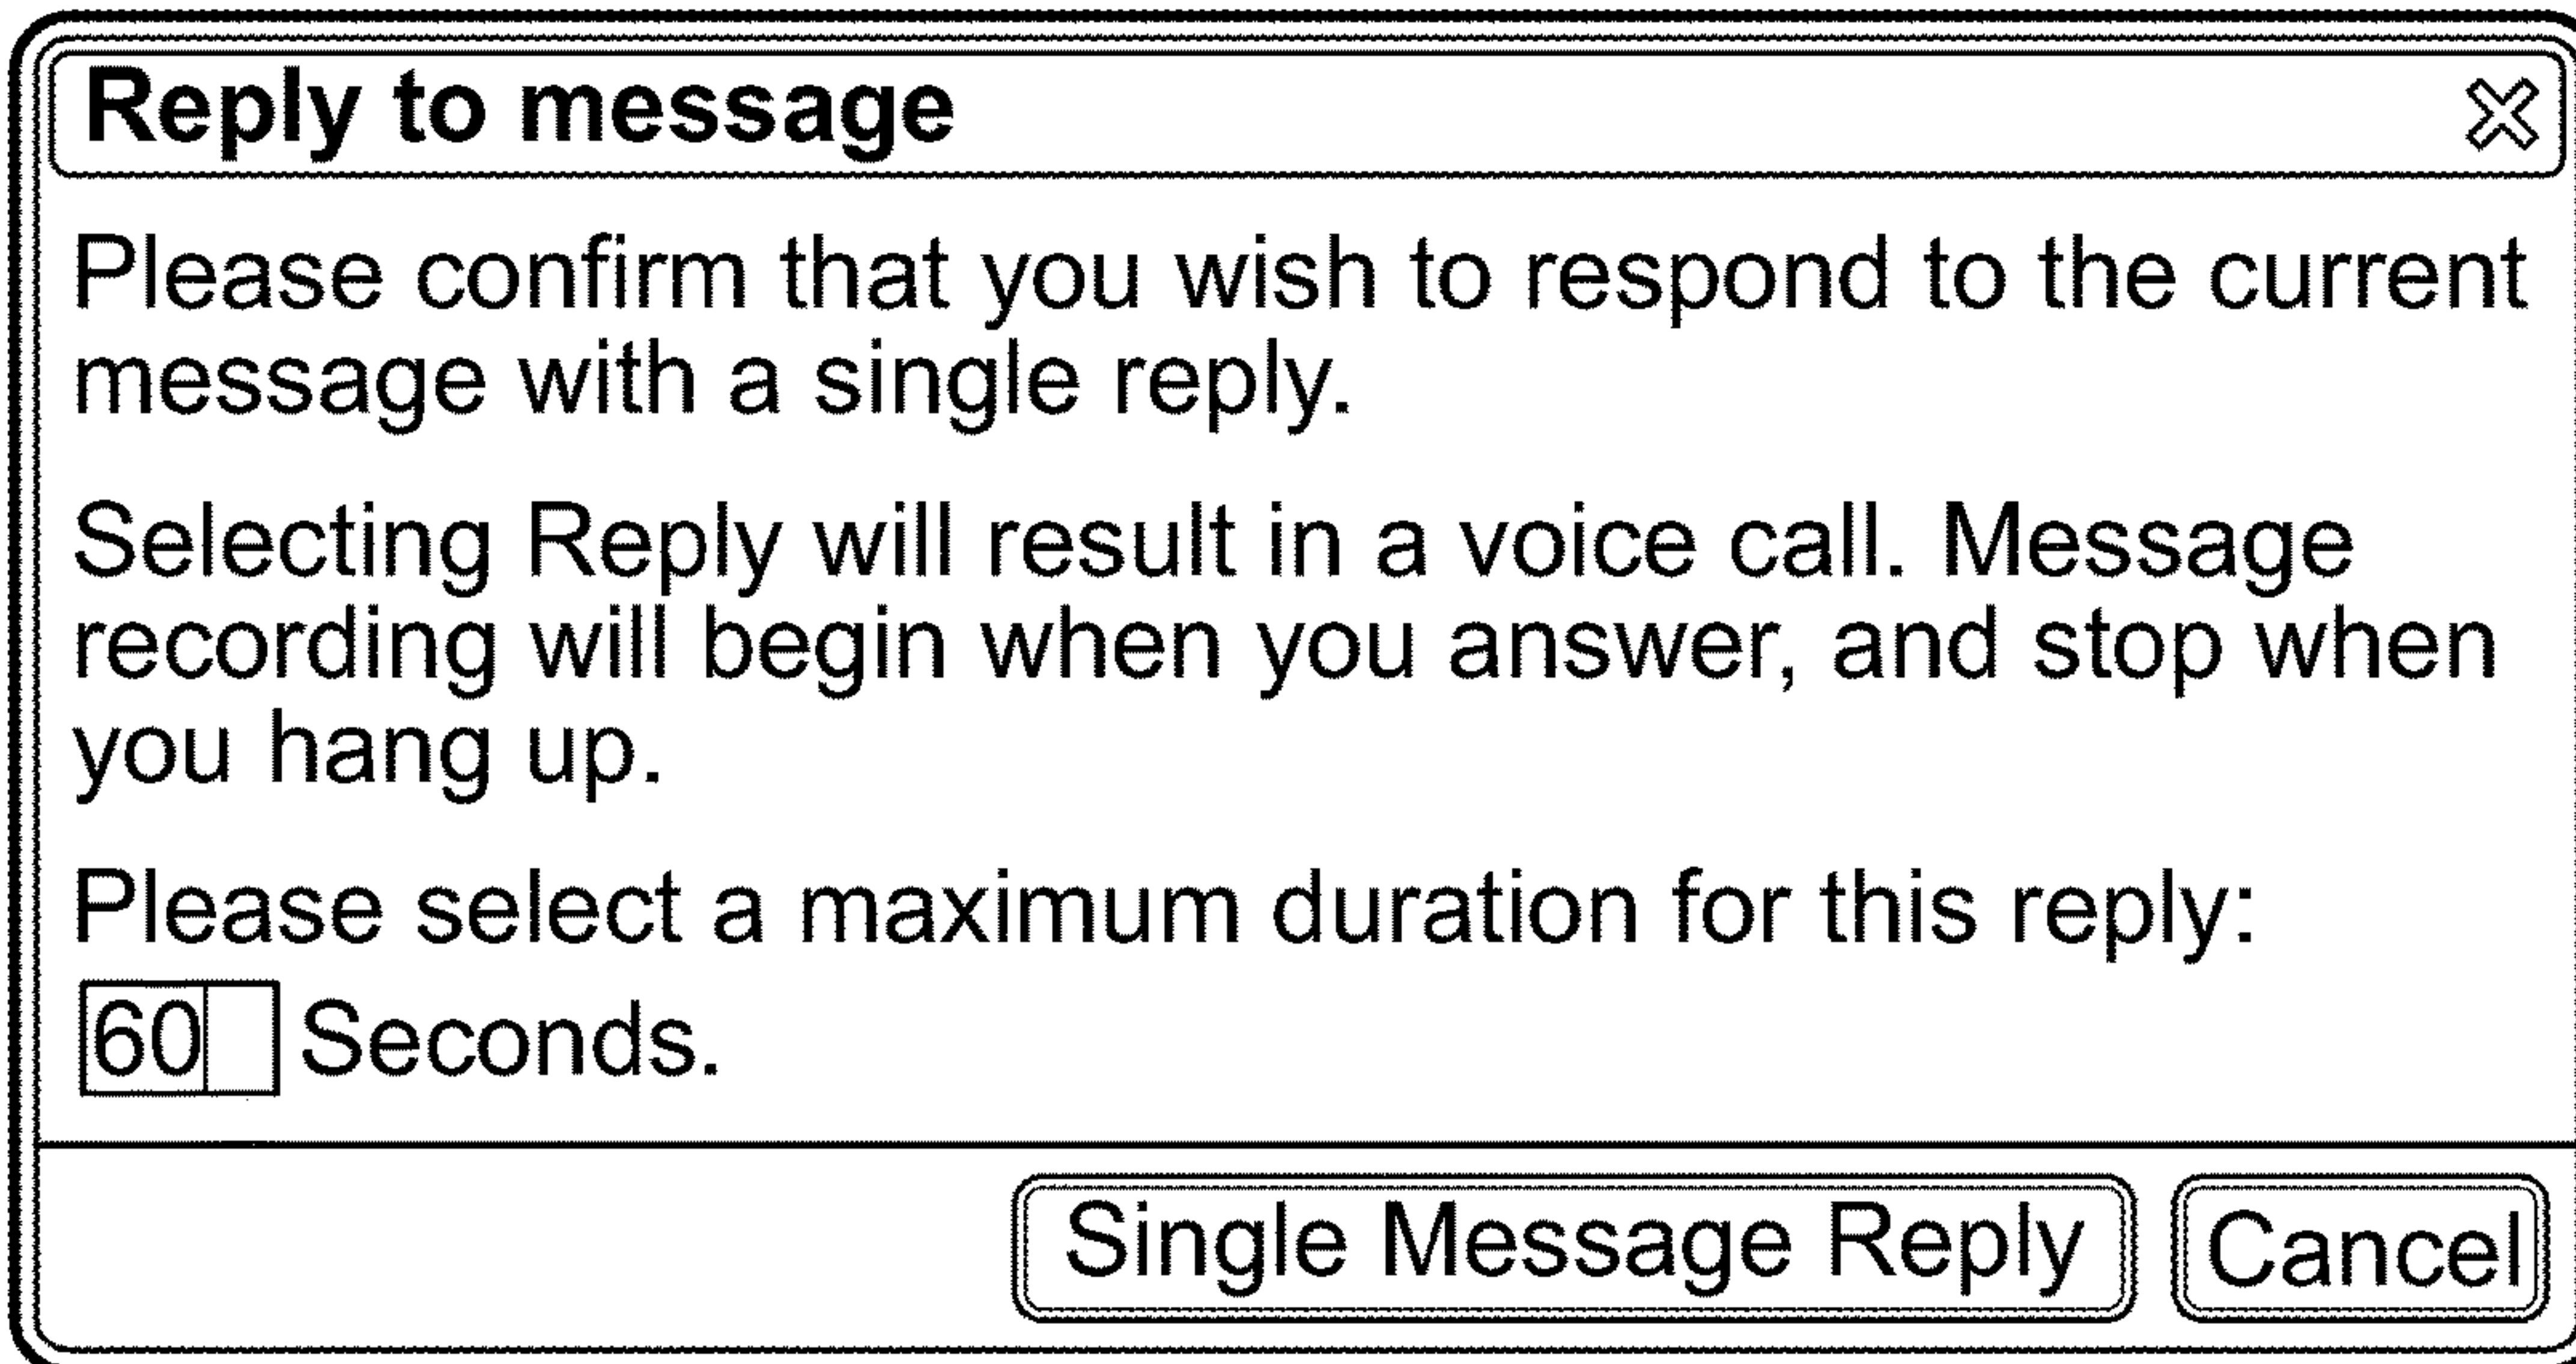 Reply to message
Please confirm that you wish to respond to the current
message with a single reply.
Selecting Reply will result in a voice call. Message
recording will begin when you answer, and stop when
you hang up.
Please select a maximum duration for this reply:
60 Seconds.
Single Message Reply Cancel